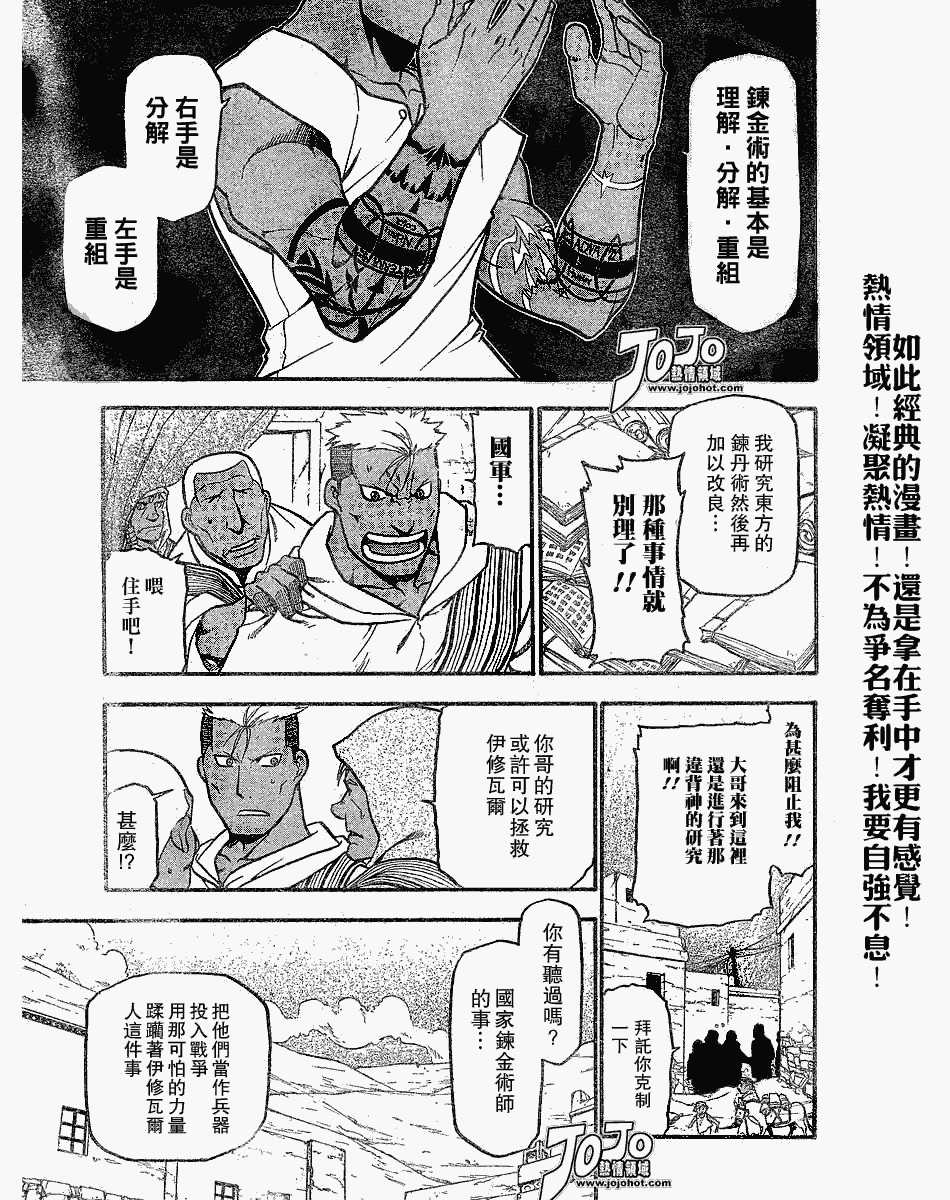 鍊金術的基本是
理解．分解．重組
右手是
分解
左手是
重組
JOJO
熱情領域
www.jojohot.com
我研究東方的
鍊丹術然後再
加以改良…
那種事情就
別理了!!
國軍…
喂
住手吧！
為甚麼阻止我!!
大哥來到這裡
還是進行著那
違背神的研究
啊!!
拜託你克制
一下
你哥的研究
或許可以拯救
伊修瓦爾
甚麼!?
你有聽過嗎？
國家鍊金術師
的事…
把他們當作兵器
投入戰爭
用那可怕的力量
蹂躪著伊修瓦爾
人這件事
JOJO
熱情領域
www.jojohot.com
如此經典的漫畫！還是拿在手中才更有感覺！
熱情領域！凝聚熱情！不為爭名奪利！我要自強不息！